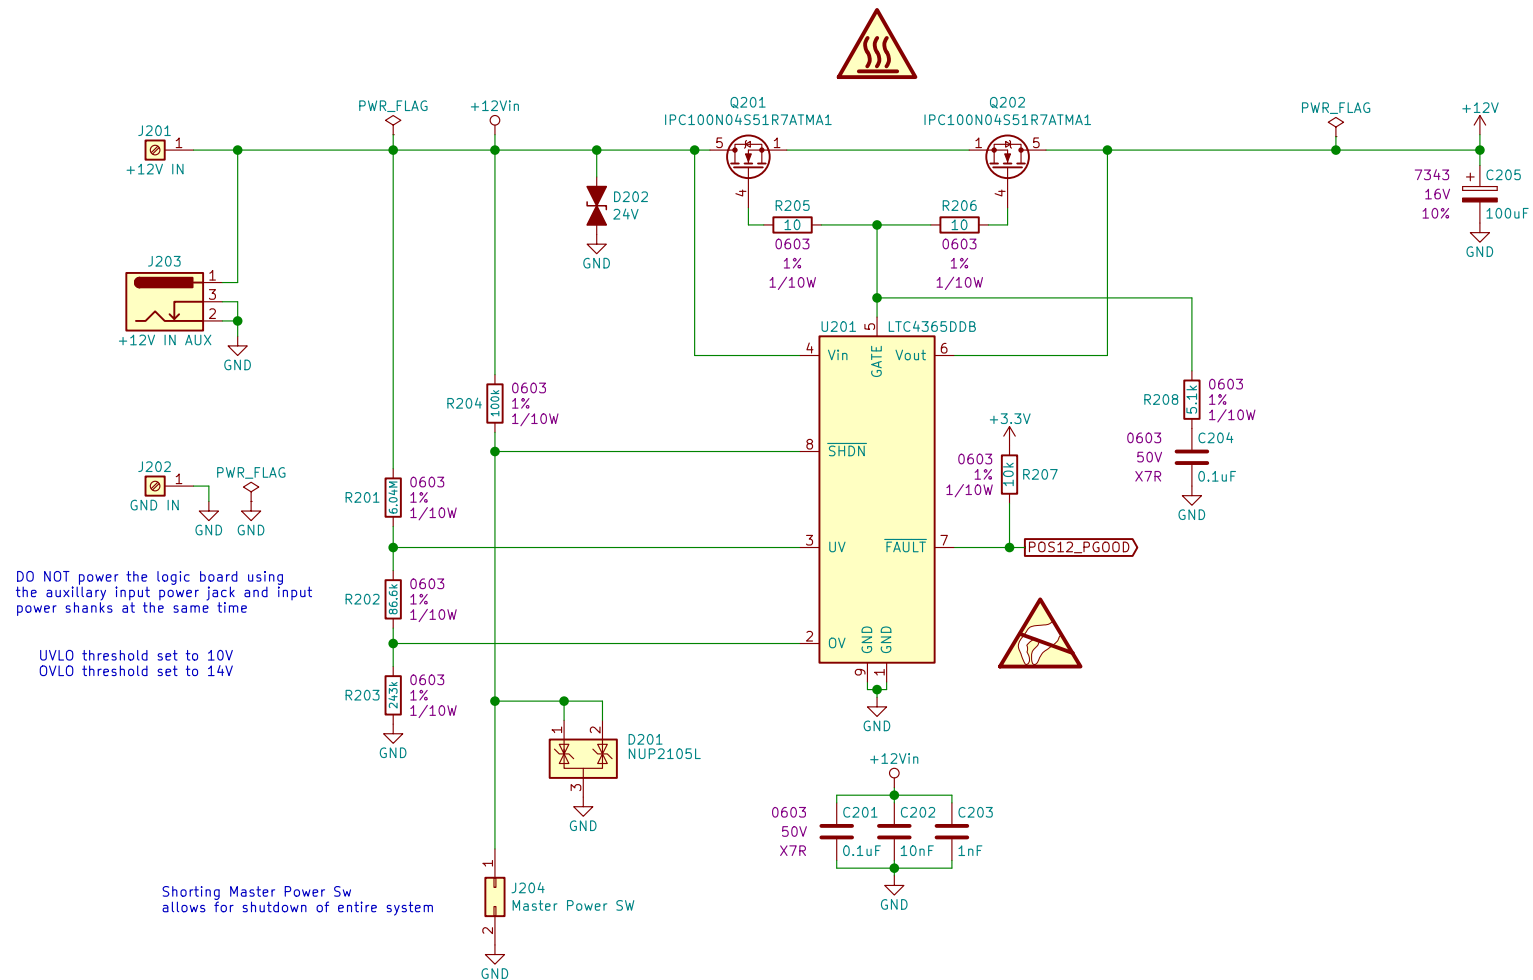 Q201
IPC100N04S51R7ATMA1
Q202
IPC100N04S51R7ATMA1
PWR_FLAG
+12Vin
PWR_FLAG
+12V
J201
1
+12V IN
5
1
4
1
5
4
7343
16V
10%
+
C205
100uF
GND
D202
24V
GND
R205
10
0603
1%
1/10W
R206
10
0603
1%
1/10W
J203
1
3
2
+12V IN AUX
GND
U201
LTC4365DDB
5
GATE
4
Vin
Vout
6
8
SHDN
3
UV
FAULT
7
2
OV
GND
GND
9
1
GND
R204
100k
0603
1%
1/10W
R208
5.1k
0603
1%
1/10W
0603
50V
X7R
C204
0.1uF
GND
+3.3V
0603
1%
1/10W
10k
R207
POS12_PGOOD
J202
1
GND IN
PWR_FLAG
GND
GND
R201
6.04M
0603
1%
1/10W
R202
86.6k
0603
1%
1/10W
R203
243k
0603
1%
1/10W
GND
DO NOT power the logic board using
the auxillary input power jack and input
power shanks at the same time
UVLO threshold set to 10V
OVLO threshold set to 14V
1
2
D201
NUP2105L
3
GND
+12Vin
0603
50V
X7R
C201
0.1uF
C202
10nF
C203
1nF
GND
Shorting Master Power Sw
allows for shutdown of entire system
1
J204
Master Power SW
2
GND